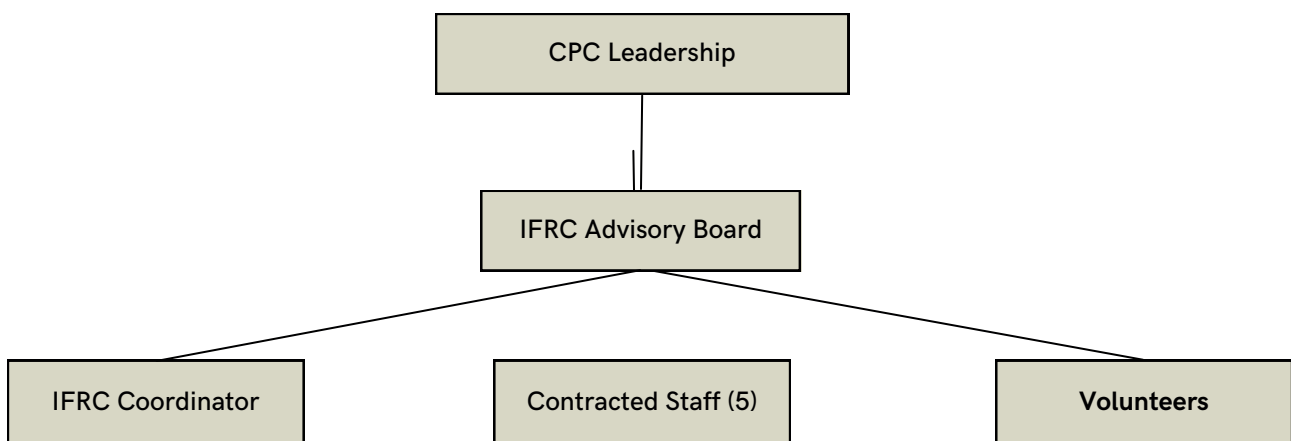 CPC Leadership
IFRC Advisory Board
IFRC Coordinator
Contracted Staff (5)
Volunteers